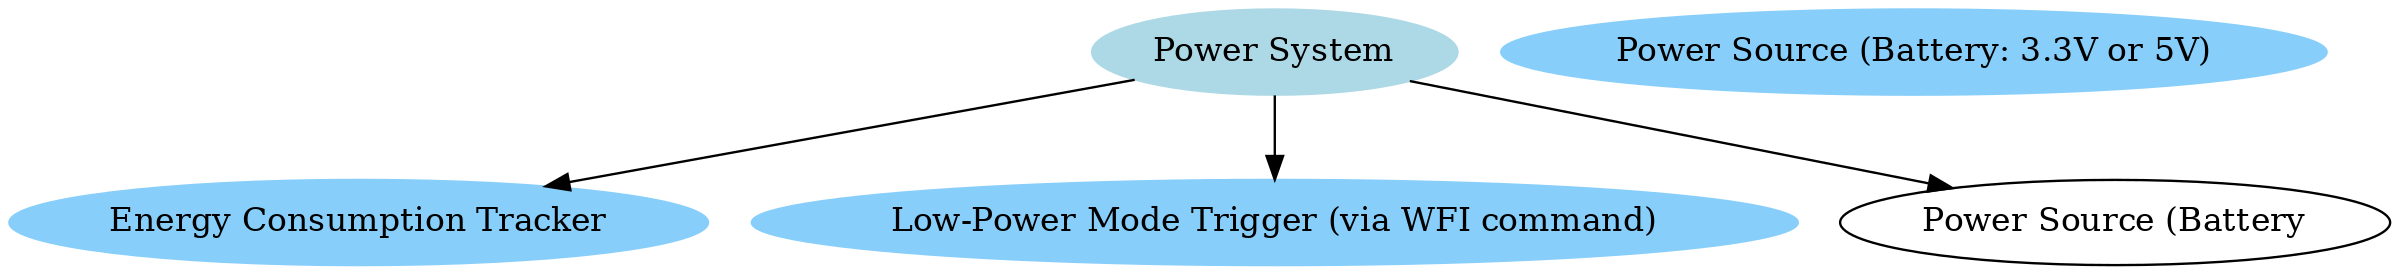 Power System
Power Source (Battery: 3.3V or 5V)
Energy Consumption Tracker
Low-Power Mode Trigger (via WFI command)
Power Source (Battery